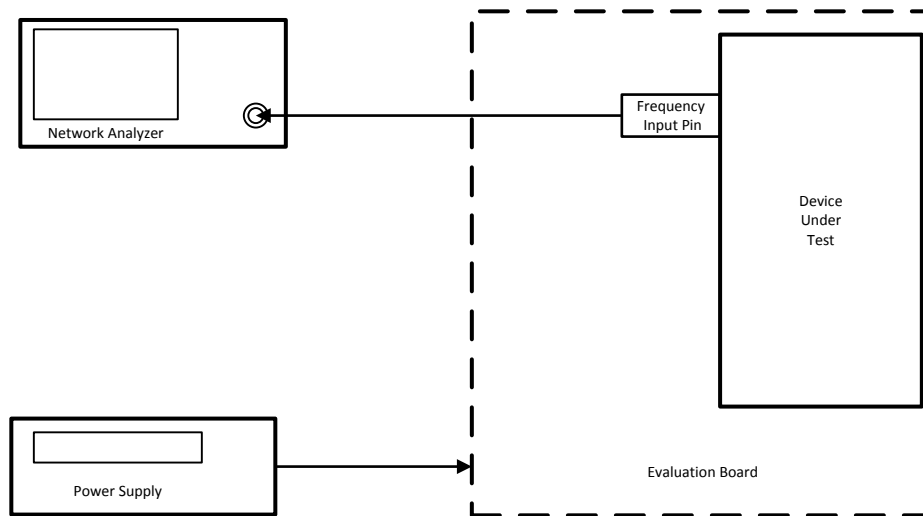 Network Analyzer
Frequency
Input Pin
Device
Under
Test
Power Supply
Evaluation Board